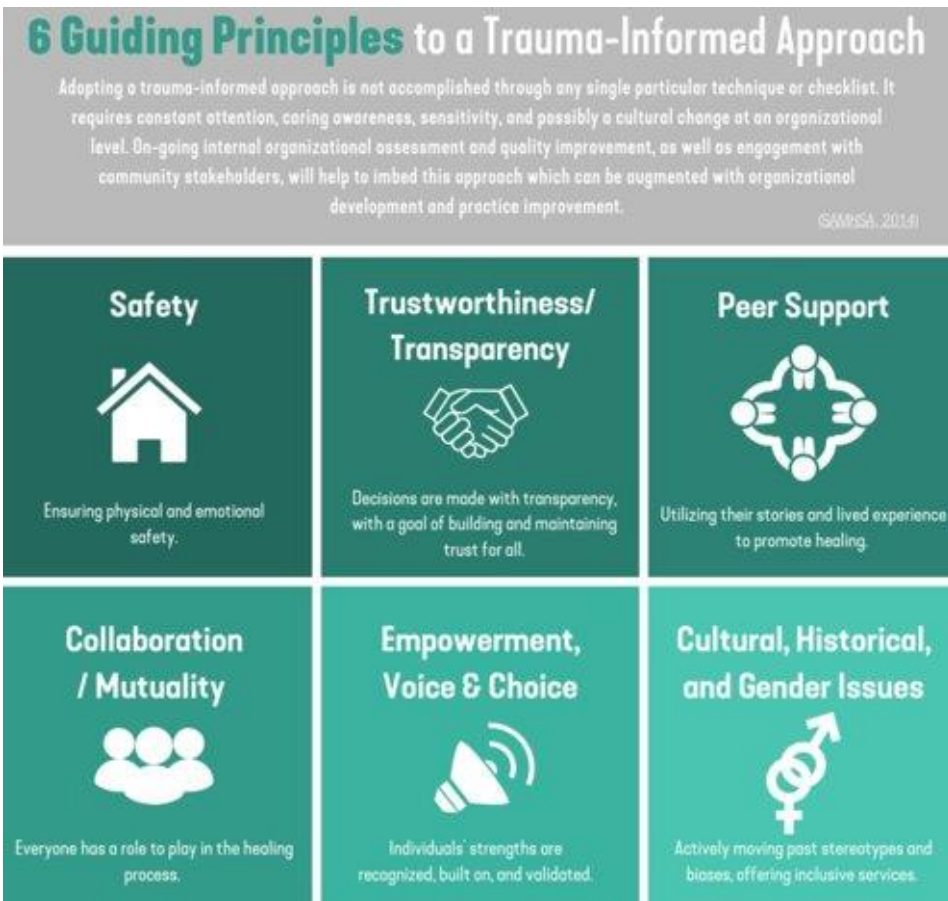 6 Guiding Principles to a Trauma-Informed Approach
Adopting a trauma-informed approach is not accomplished through any single particular technique or checklist. It
requires constant attention, caring awareness, sensitivity, and possibly a cultural change at an organizational
level. On-going internal organizational assessment and quality improvement, as well as engagement with
community stakeholders, will help to imbed this approach which can be augmented with organizational
development and practice improvement.
(SAMHSA, 2014)
Safety
Ensuring physical and emotional
safety.
Trustworthiness/
Transparency
Decisions are made with transparency,
with a goal of building and maintaining
trust for all.
Peer Support
Utilizing their stories and lived experience
to promote healing.
Collaboration
/ Mutuality
Everyone has a role to play in the healing
process.
Empowerment,
Voice & Choice
Individuals' strengths are
recognized, built on, and validated.
Cultural, Historical,
and Gender Issues
Actively moving past stereotypes and
biases, offering inclusive services.